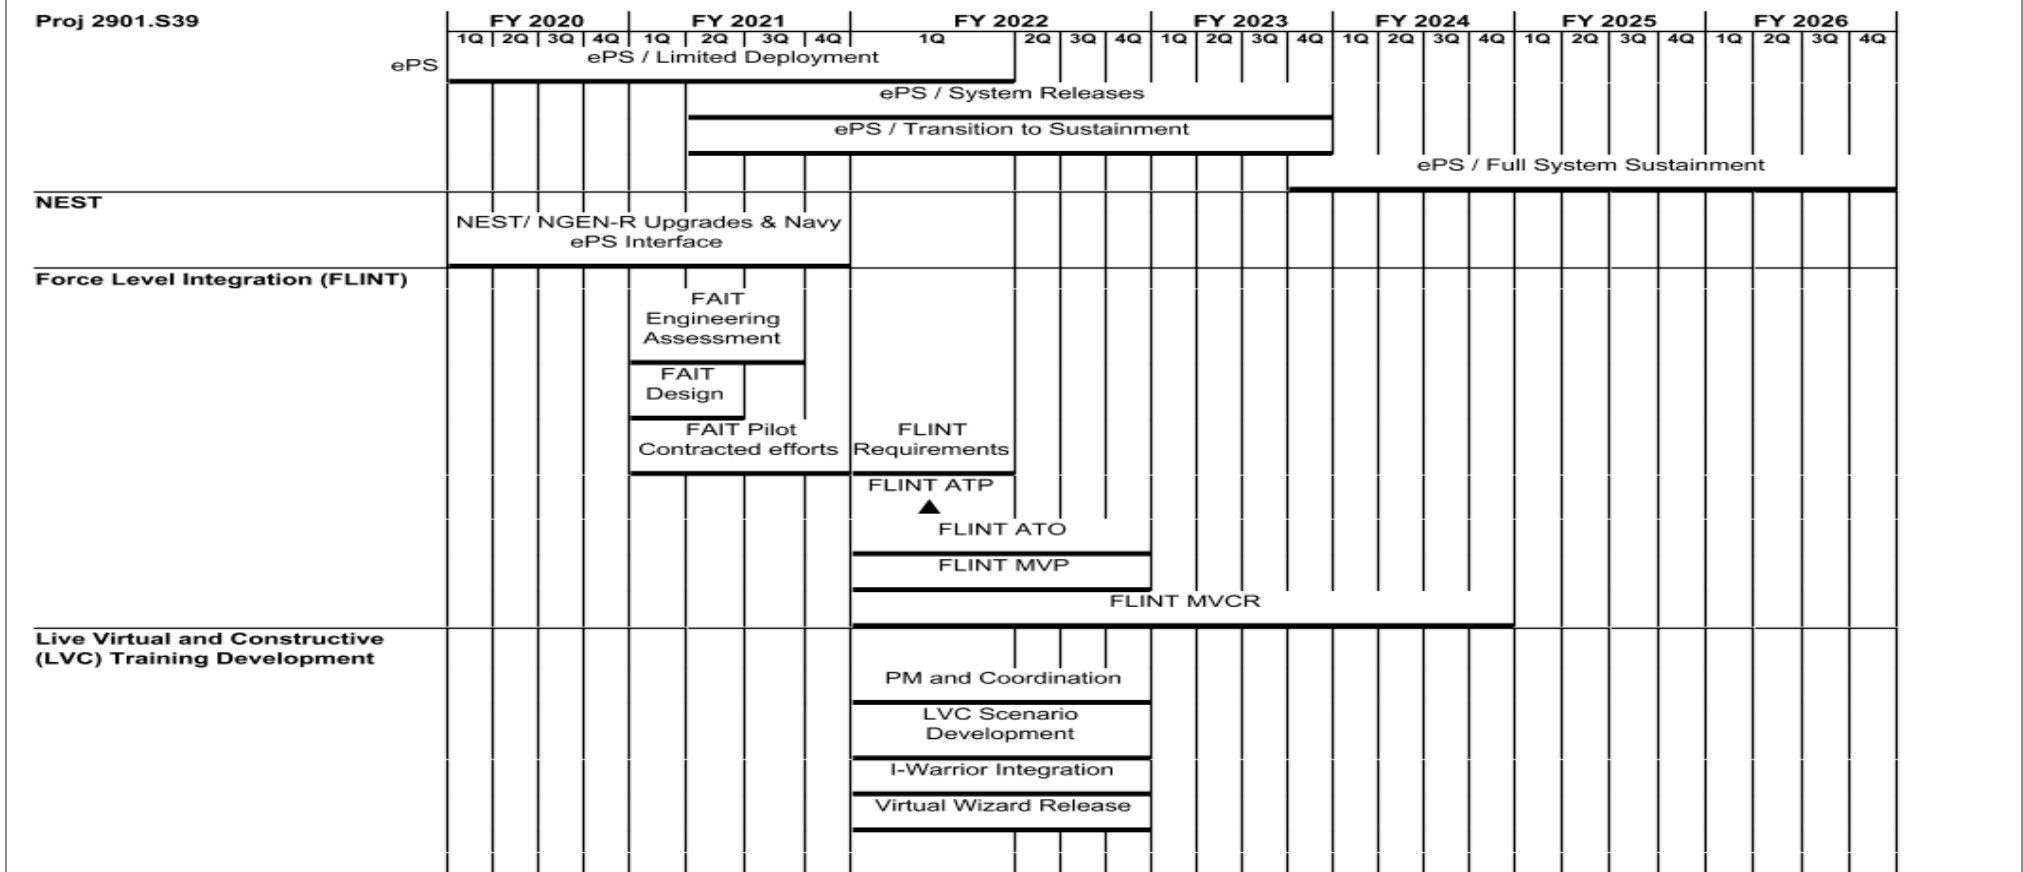 Proj 2901.S39
FY 2020 FY 2021 FY 2022 FY 2023 FY 2024 FY 2025 FY 2026
1Q 2Q 3Q 4Q 1Q 2Q 3Q 4Q 1Q 2Q 3Q 4Q 1Q 2Q 3Q 4Q 1Q 2Q 3Q 4Q 1Q 2Q 3Q 4Q 1Q 2Q 3Q 4Q
ePS
ePS / Limited Deployment
ePS / System Releases
ePS / Transition to Sustainment
ePS / Full System Sustainment
NEST
NEST/ NGEN-R Upgrades & Navy
ePS Interface
Force Level Integration (FLINT)
FAIT
Engineering
Assessment
FAIT
Design
FAIT Pilot
Contracted efforts
FLINT
Requirements
FLINT ATP
FLINT ATO
FLINT MVP
FLINT MVCR
Live Virtual and Constructive
(LVC) Training Development
PM and Coordination
LVC Scenario
Development
I-Warrior Integration
Virtual Wizard Release